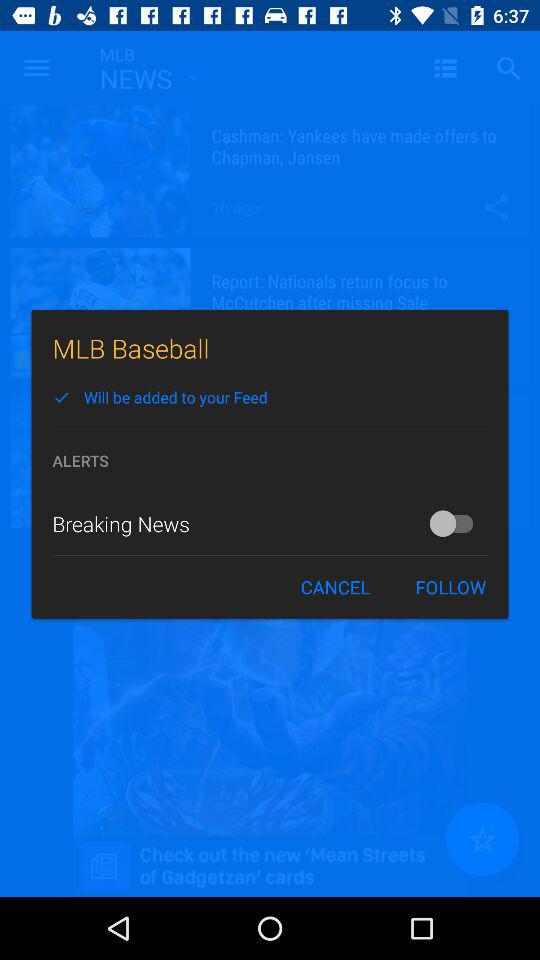 6:37
MLB
NEWS
Cashman: Yankees have made offers to
Chapman, Jansen
1h ago
Report: Nationals return focus to
McCutchen after missing Sale
MLB Baseball
Will be added to your Feed
ALERTS
Breaking News
CANCEL
FOLLOW
Check out the new 'Mean Streets
of Gadgetzan' cards